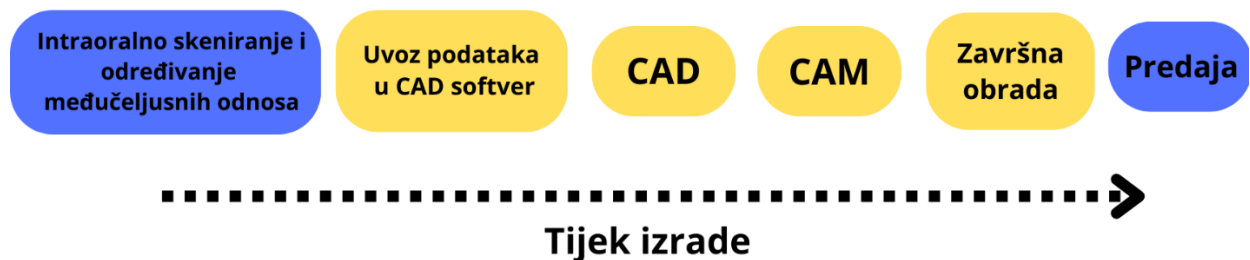 Intraoralno skeniranje i
određivanje
međučeljusnih odnosa
Uvoz podataka
u CAD softver
CAD
CAM
Završna
obrada
Predaja
Tijek izrade